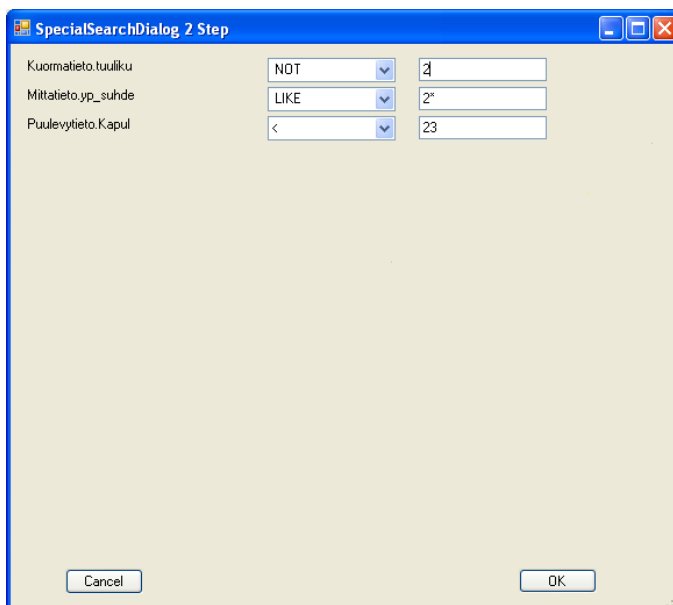 SpecialSearchDialog 2 Step
Kuormatieto.tuuliku NOT 2
Mittatieto.yp_suhde LIKE 2*
Puulevytieto.Kapul < 23
Cancel OK